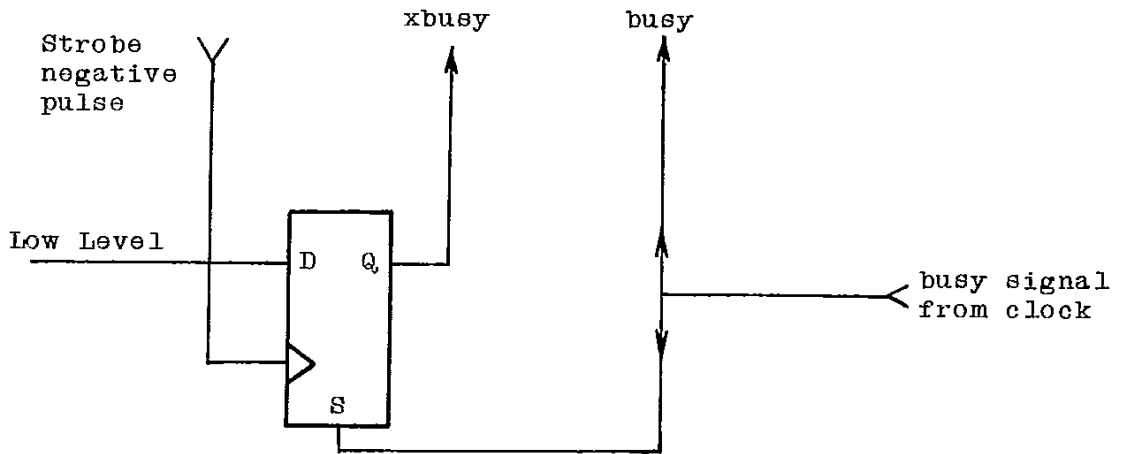 xbusy
busy
Strobe
negative
pulse
Low Level
D
Q
busy signal
from clock
S